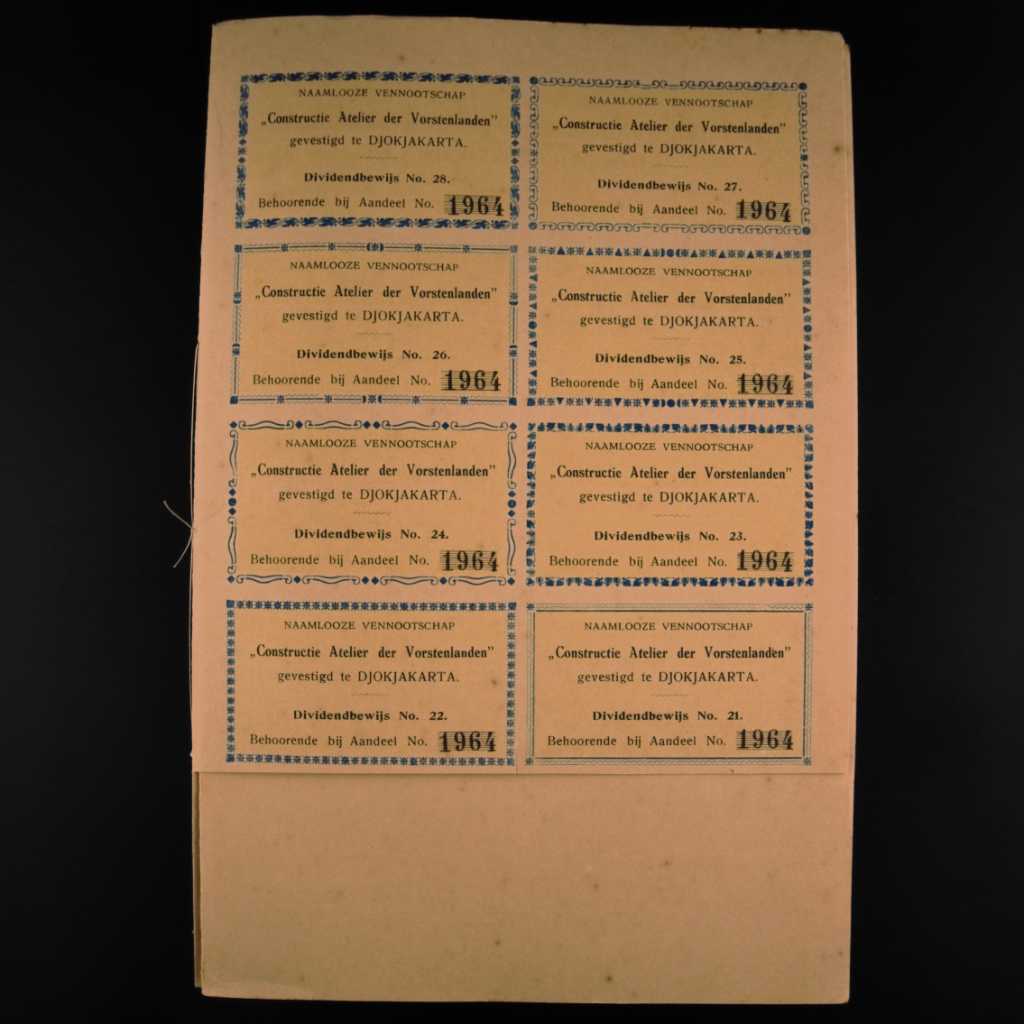 NAAMLOOZE VENNOOTSCHAP
„Constructie Atelier der Vorstenlanden”
gevestigd te DJOKJAKARTA.
Dividendbewijs No. 28.
Behoorende bij Aandeel No. 1964
NAAMLOOZE VENNOOTSCHAP
„Constructie Atelier der Vorstenlanden”
gevestigd te DJOKJAKARTA.
Dividendbewijs No. 27.
Behoorende bij Aandeel No. 1964
NAAMLOOZE VENNOOTSCHAP
„Constructie Atelier der Vorstenlanden”
gevestigd te DJOKJAKARTA.
Dividendbewijs No. 26.
Behoorende bij Aandeel No. 1964
NAAMLOOZE VENNOOTSCHAP
„Constructie Atelier der Vorstenlanden”
gevestigd te DJOKJAKARTA.
Dividendbewijs No. 25.
Behoorende bij Aandeel No. 1964
NAAMLOOZE VENNOOTSCHAP
„Constructie Atelier der Vorstenlanden”
gevestigd te DJOKJAKARTA.
Dividendbewijs No. 24.
Behoorende bij Aandeel No. 1964
NAAMLOOZE VENNOOTSCHAP
„Constructie Atelier der Vorstenlanden”
gevestigd te DJOKJAKARTA.
Dividendbewijs No. 23.
Behoorende bij Aandeel No. 1964
NAAMLOOZE VENNOOTSCHAP
„Constructie Atelier der Vorstenlanden”
gevestigd te DJOKJAKARTA.
Dividendbewijs No. 22.
Behoorende bij Aandeel No. 1964
NAAMLOOZE VENNOOTSCHAP
„Constructie Atelier der Vorstenlanden”
gevestigd te DJOKJAKARTA.
Dividendbewijs No. 21.
Behoorende bij Aandeel No. 1964